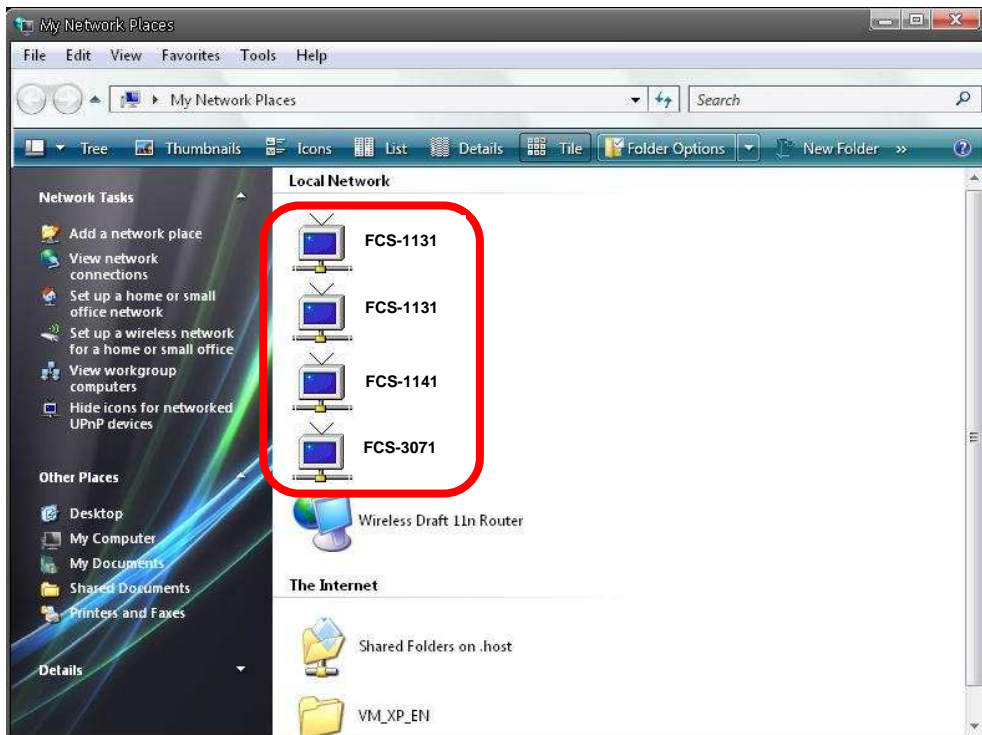 My Network Places
File Edit View Favorites Tools Help
My Network Places
Search
Tree Thumbnails Icons List Details Tile Folder Options New Folder »
Network Tasks
Add a network place
View network
connections
Set up a home or small
office network
Set up a wireless network
for a home or small office
View workgroup
computers
Hide icons for networked
UPnP devices
Other Places
Desktop
My Computer
My Documents
Shared Documents
Printers and Faxes
Details
Local Network
FCS-1131
FCS-1131
FCS-1141
FCS-3071
Wireless Draft 11n Router
The Internet
Shared Folders on .host
VM_XP_EN